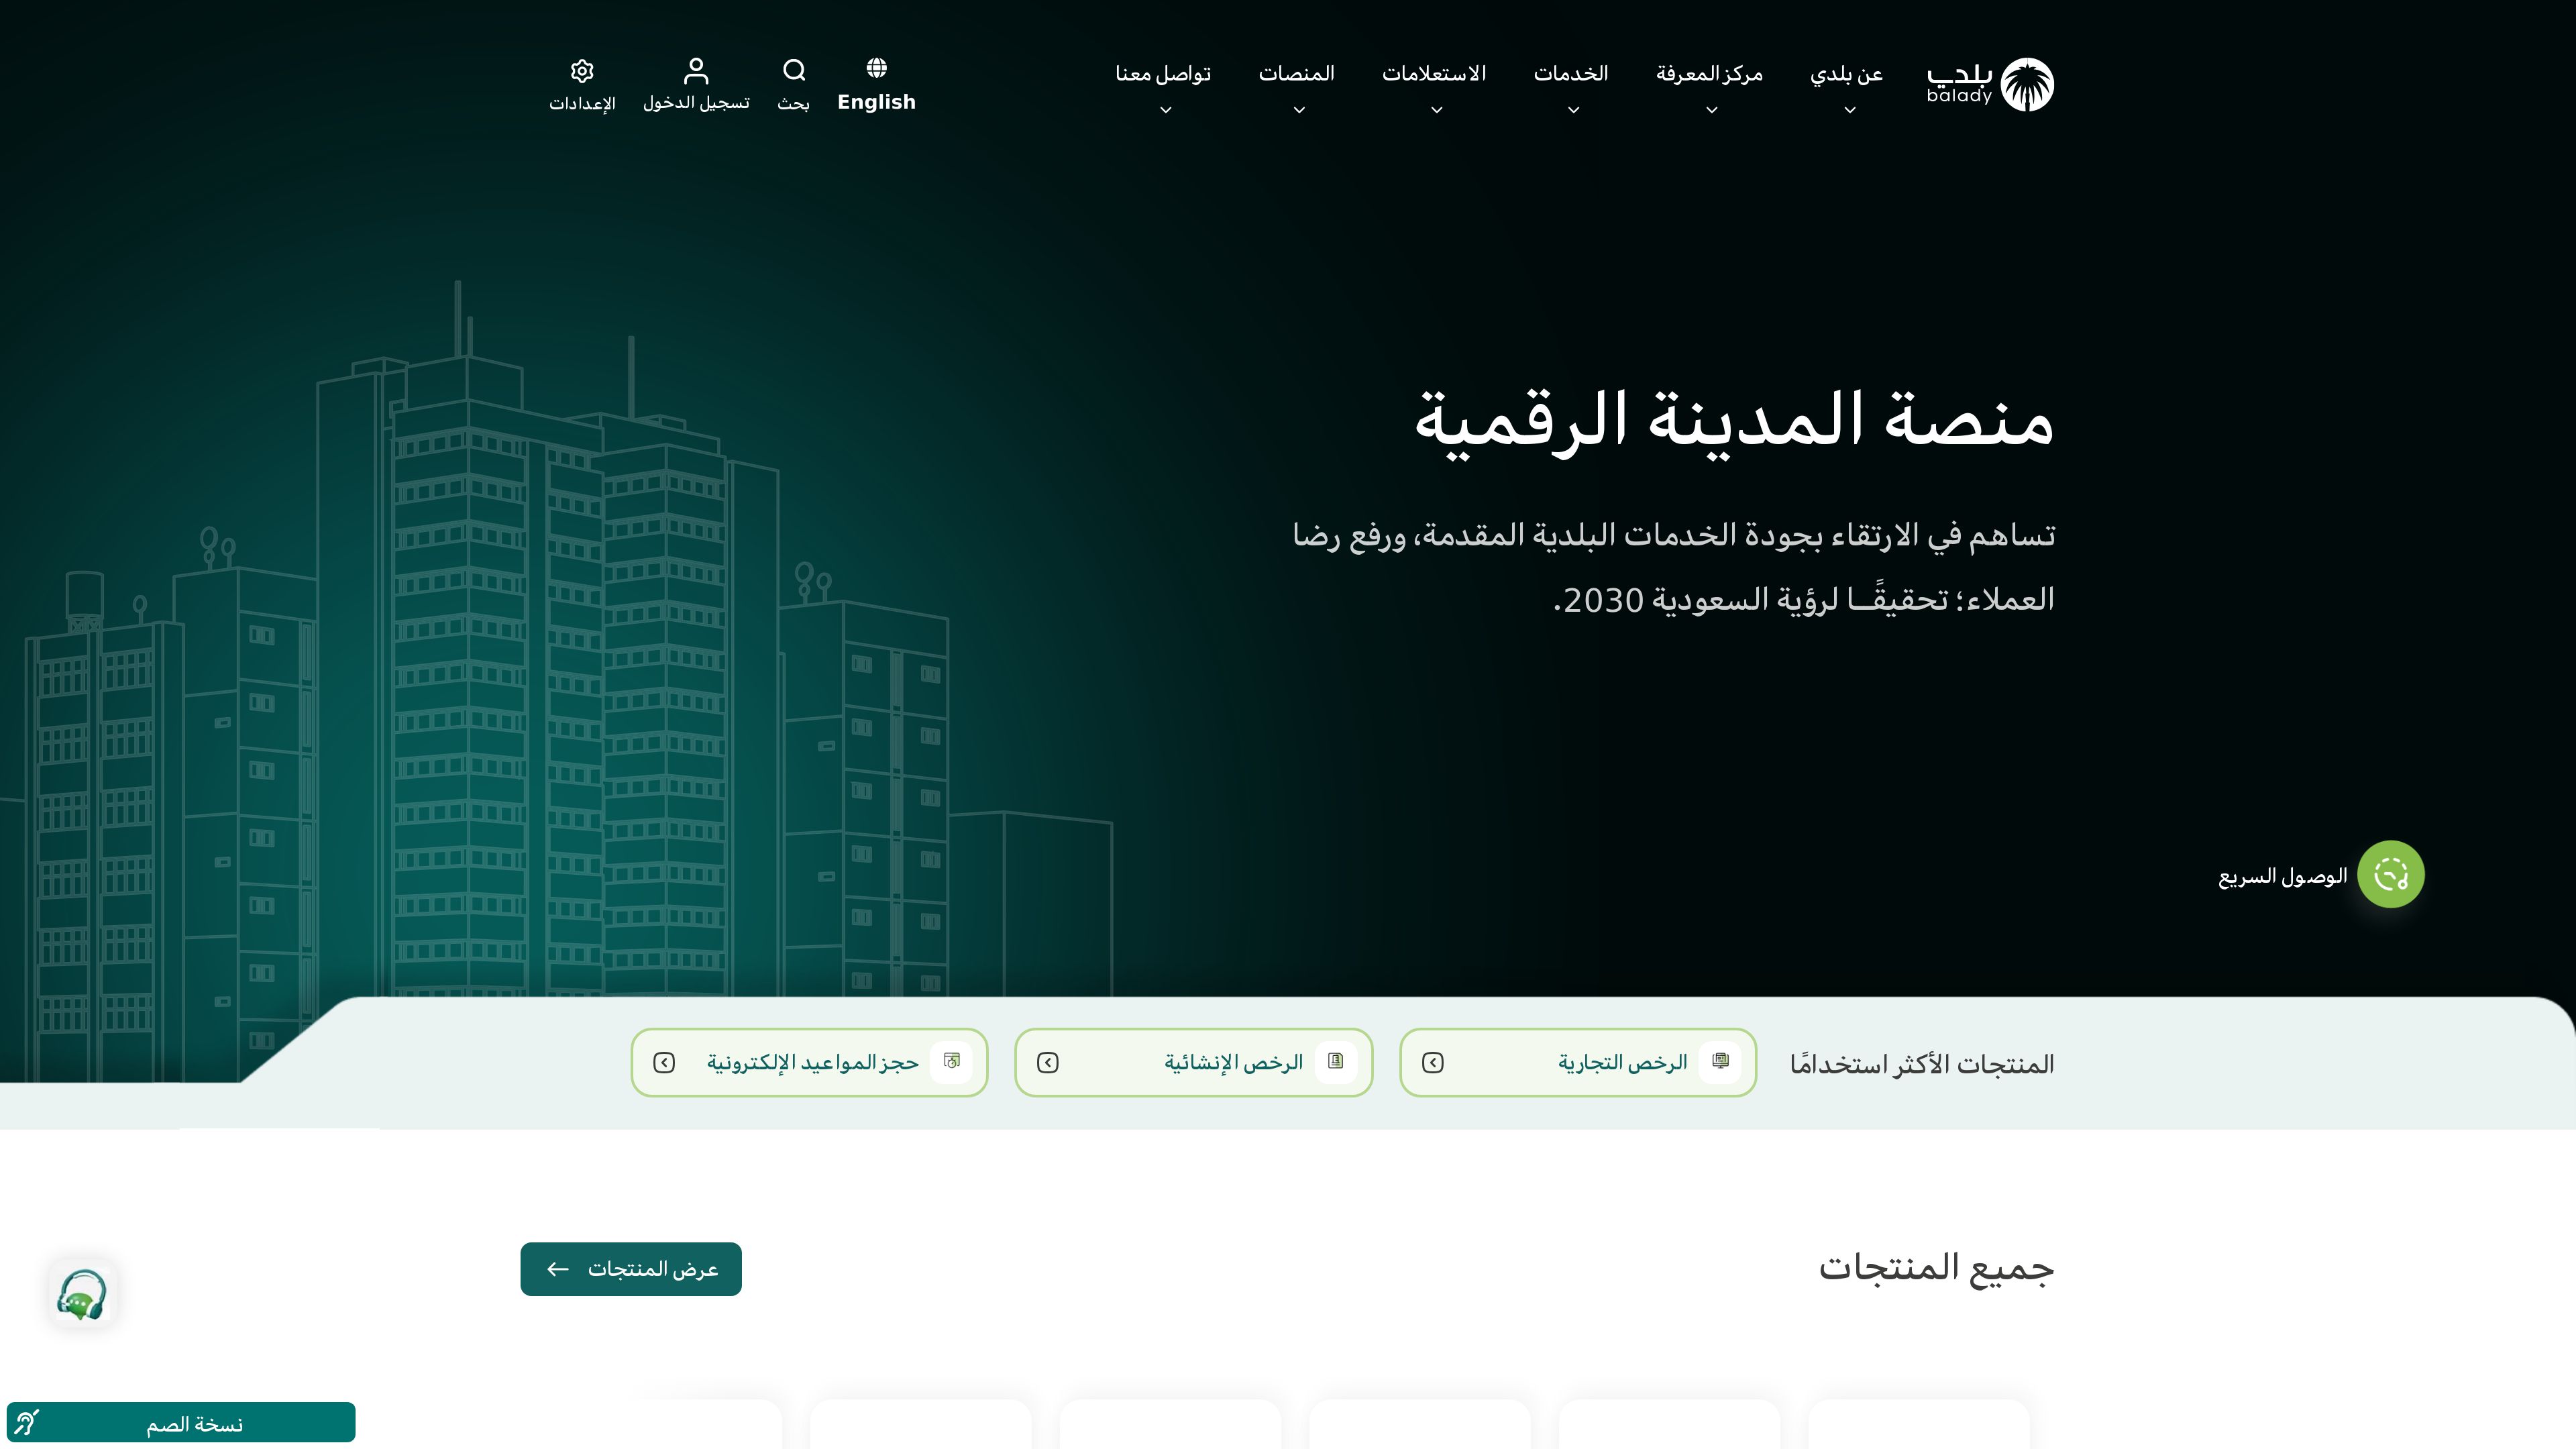 بلدي
balady
عن بلدي
مركز المعرفة
الخدمات
الاستعلامات
المنصات
تواصل معنا
English
بحث
تسجيل الدخول
الإعدادات
منصة المدينة الرقمية
تساهم في الارتقاء بجودة الخدمات البلدية المقدمة، ورفع رضا
العملاء؛ تحقيقًــا لرؤية السعودية 2030.
الوصول السريع
المنتجات الأكثر استخدامًا
الرخص التجارية
الرخص الإنشائية
حجز المواعيد الإلكترونية
جميع المنتجات
عرض المنتجات
نسخة الصم